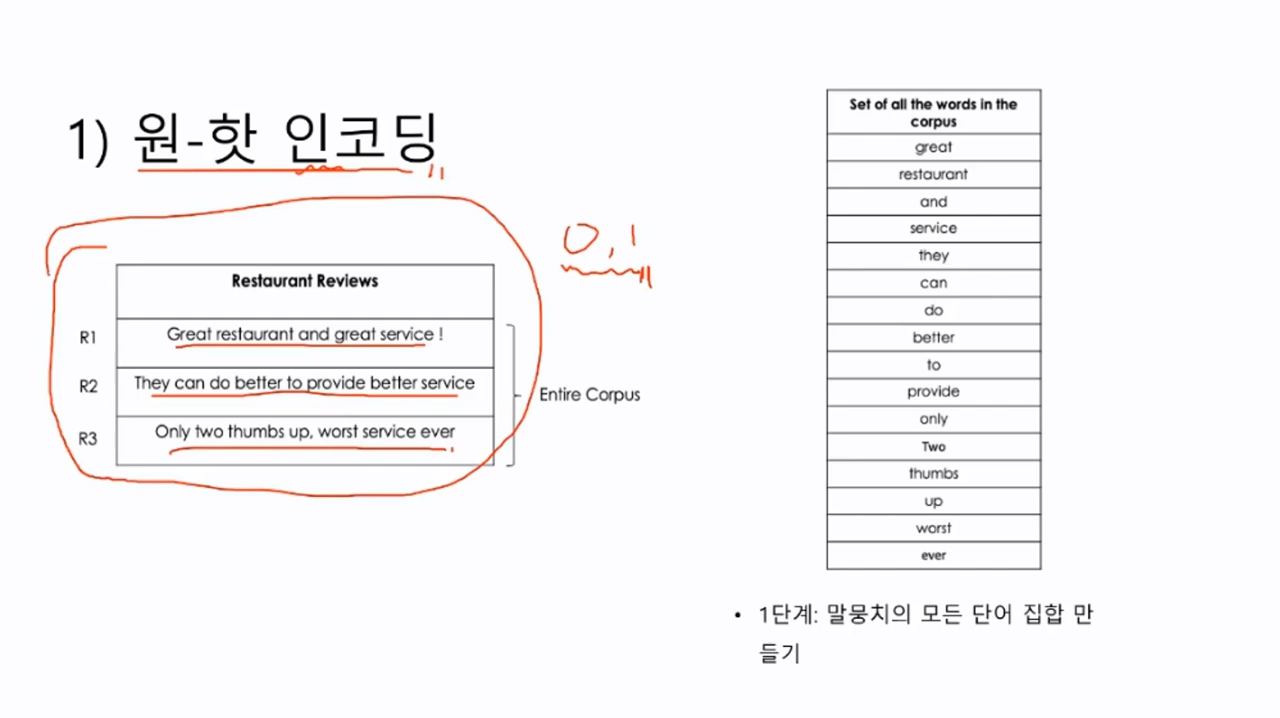 1) 원-핫 인코딩
0, 1
Restaurant Reviews
R1
Great restaurant and great service !
R2
They can do better to provide better service
R3
Only two thumbs up, worst service ever
Entire Corpus
Set of all the words in the
corpus
great
restaurant
and
service
they
can
do
better
to
provide
only
Two
thumbs
up
worst
ever
• 1단계: 말뭉치의 모든 단어 집합 만
들기